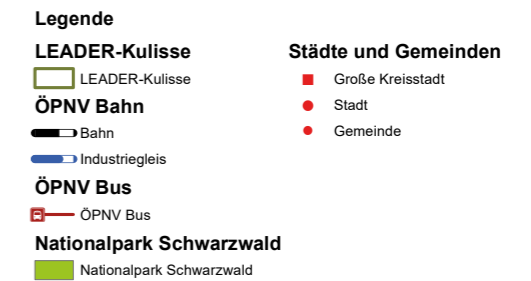 Legende
LEADER-Kulisse
LEADER-Kulisse
ÖPNV Bahn
Bahn
Industriegleis
ÖPNV Bus
ÖPNV Bus
Nationalpark Schwarzwald
Nationalpark Schwarzwald
Städte und Gemeinden
Große Kreisstadt
Stadt
Gemeinde